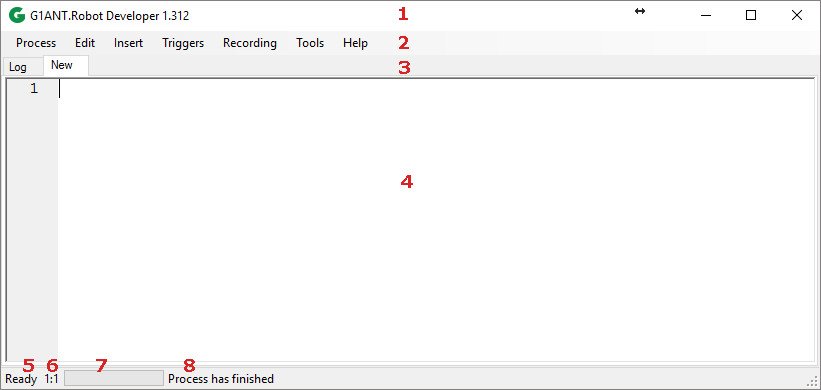 G1ANT.Robot Developer 1.312 1
Process Edit Insert Triggers Recording Tools Help 2
Log New 3
1
4
5 6 7 8
Ready 1:1 Process has finished